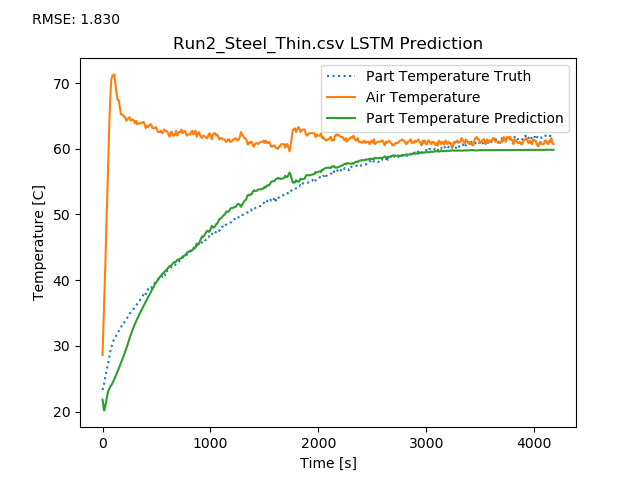 RMSE: 1.830
Run2_Steel_Thin.csv LSTM Prediction
Part Temperature Truth
Air Temperature
Part Temperature Prediction
Temperature [C]
70
60
50
40
30
20
0 1000 2000 3000 4000
Time [s]